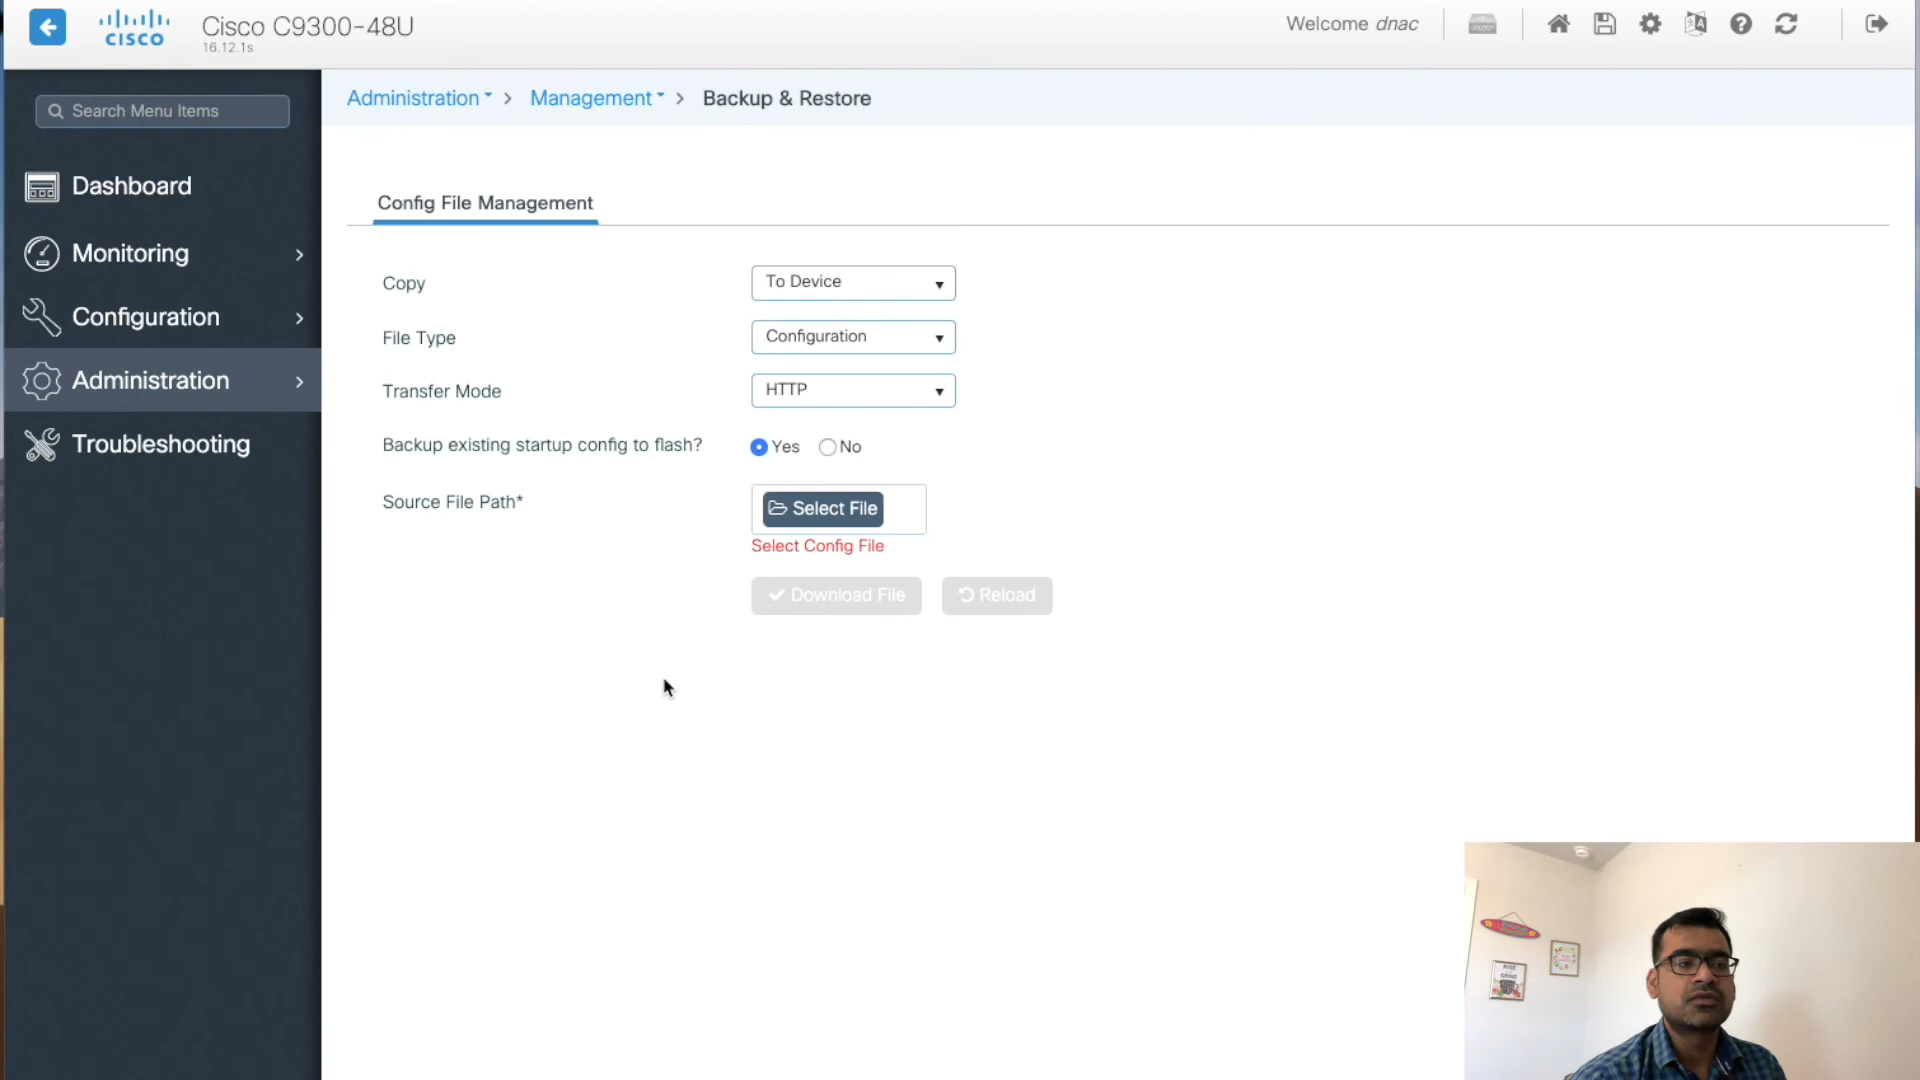 CISCO
Cisco C9300-48U
16.12.1s
Welcome dnac
Search Menu Items
Dashboard
Monitoring
Configuration
Administration
Troubleshooting
Administration > Management > Backup & Restore
Config File Management
Copy
To Device
File Type
Configuration
Transfer Mode
HTTP
Backup existing startup config to flash?
Yes
No
Source File Path*
Select File
Select Config File
Download File
Reload
RISE
GRIND